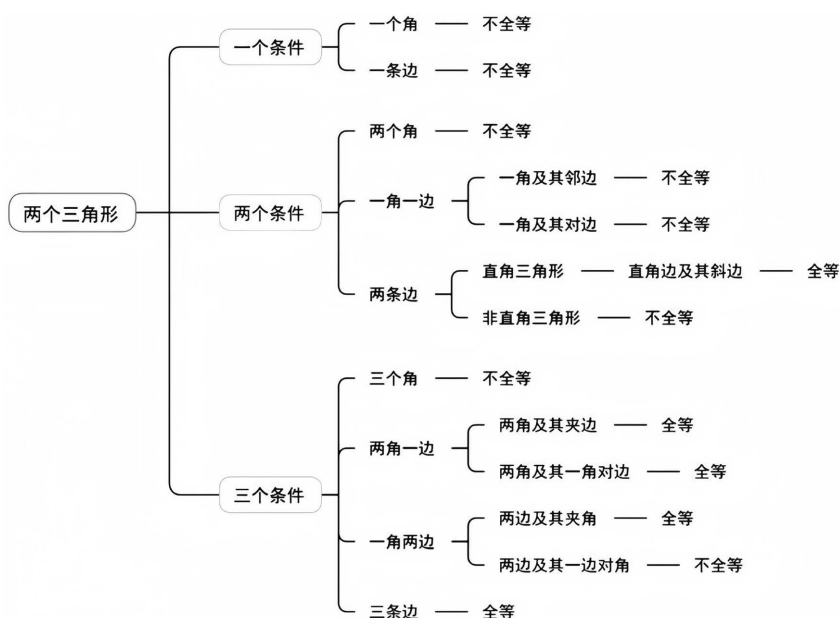 两个三角形
一个条件
一个角 不全等
一条边 不全等
两个条件
两个角 不全等
一角一边
一角及其邻边 不全等
一角及其对边 不全等
两条边
直角三角形 直角边及其斜边 全等
非直角三角形 不全等
三个条件
三个角 不全等
两角一边
两角及其夹边 全等
两角及其一角对边 全等
一角两边
两边及其夹角 全等
两边及其一边对角 不全等
三条边 全等